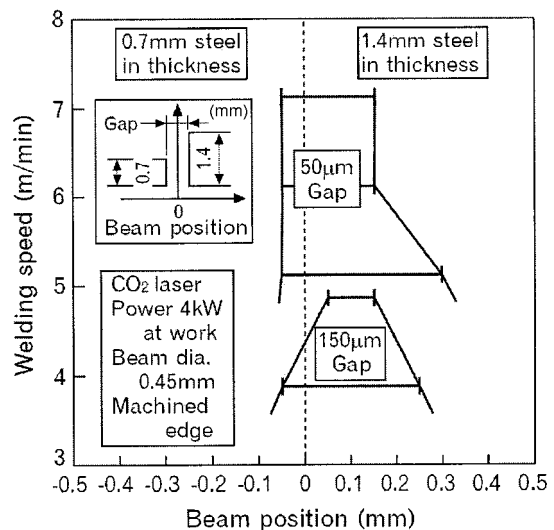 8
7
6
5
4
3
Welding speed (m/min)
0.7mm steel
in thickness
1.4mm steel
in thickness
Gap
(mm)
0.7
1.4
0
Beam position
50μm
Gap
CO₂ laser
Power 4kW
at work
Beam dia.
0.45mm
Machined
edge
150μm
Gap
-0.5 -0.4 -0.3 -0.2 -0.1 0 0.1 0.2 0.3 0.4 0.5
Beam position (mm)